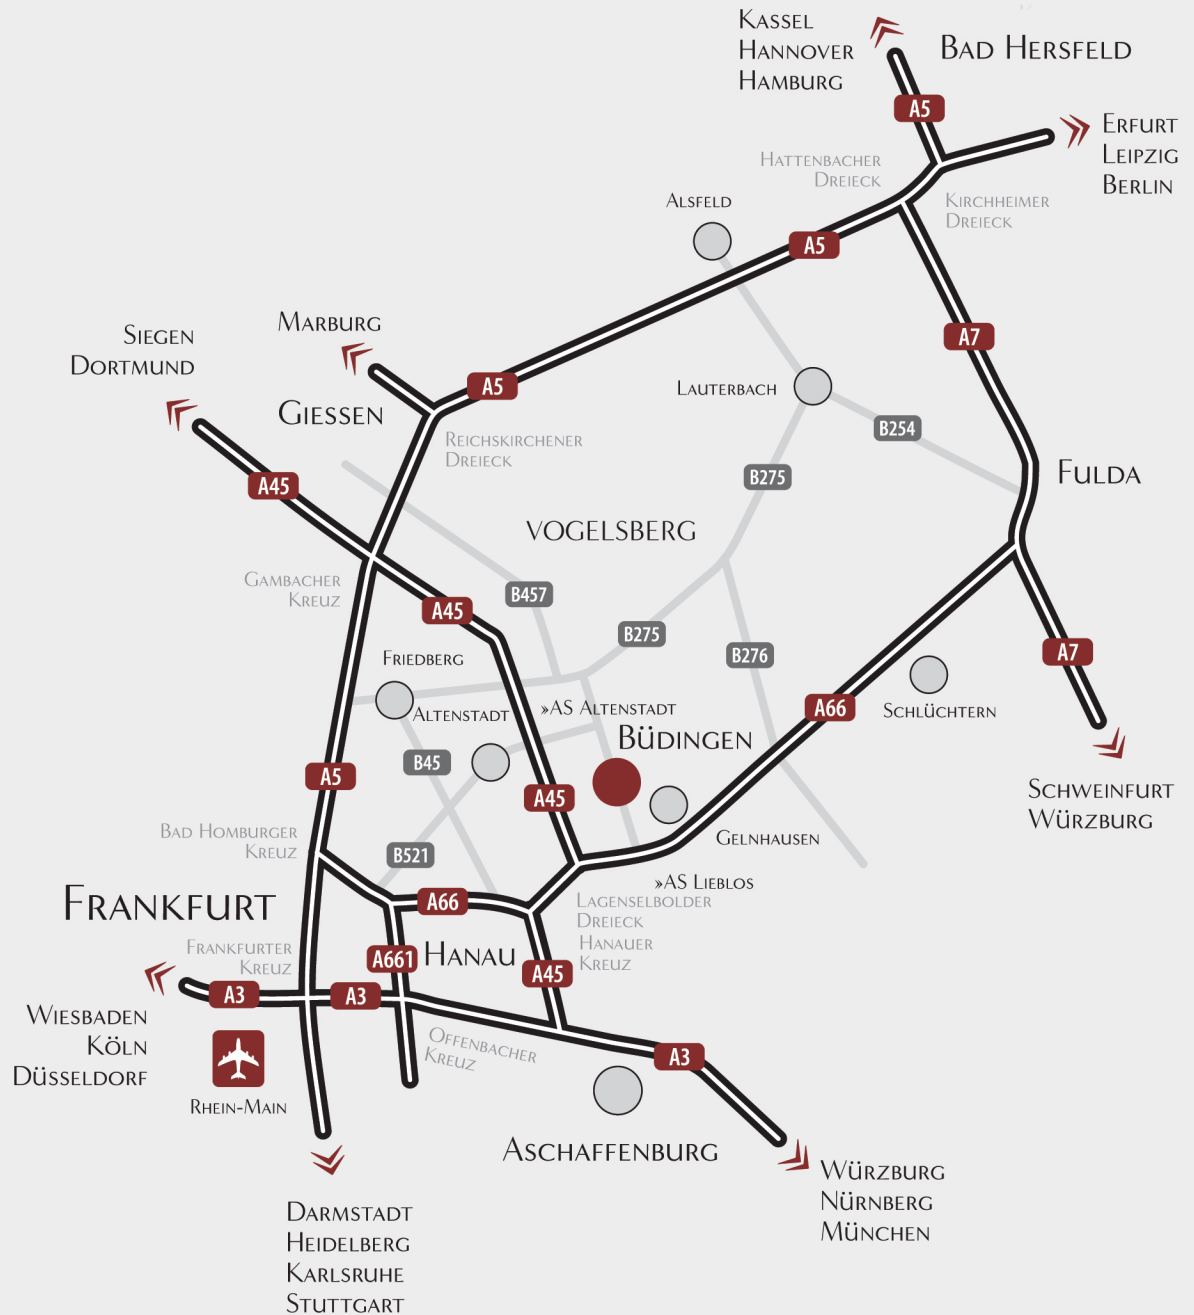 KASSEL
HANNOVER
HAMBURG
BAD HERSFELD
A5
ERFURT
LEIPZIG
BERLIN
HATTENBACHER
DREIECK
KIRCHHEIMER
DREIECK
ALSFELD
A5
A7
MARBURG
SIEGEN
DORTMUND
GIESSEN
A5
LAUTERBACH
B254
REICHSKIRCHENER
DREIECK
A45
B275
FULDA
VOGELSBERG
GAMBACHER
KREUZ
B457
A45
B275
B276
A7
FRIEDBERG
»AS ALTENSTADT
ALTENSTADT
BÜDINGEN
A66
SCHLÜCHTERN
B45
A5
A45
SCHWEINFURT
WÜRZBURG
BAD HOMBURGER
KREUZ
B521
GELNHAUSEN
»AS LIEBLOS
FRANKFURT
A66
LAGENSELBOLDER
DREIECK
HANAUER
KREUZ
FRANKFURTER
KREUZ
A661
HANAU
A45
A3
A3
WIESBADEN
KÖLN
DÜSSELDORF
OFFENBACHER
KREUZ
A3
RHEIN-MAIN
ASCHAFFENBURG
WÜRZBURG
NÜRNBERG
MÜNCHEN
DARMSTADT
HEIDELBERG
KARLSRUHE
STUTTGART